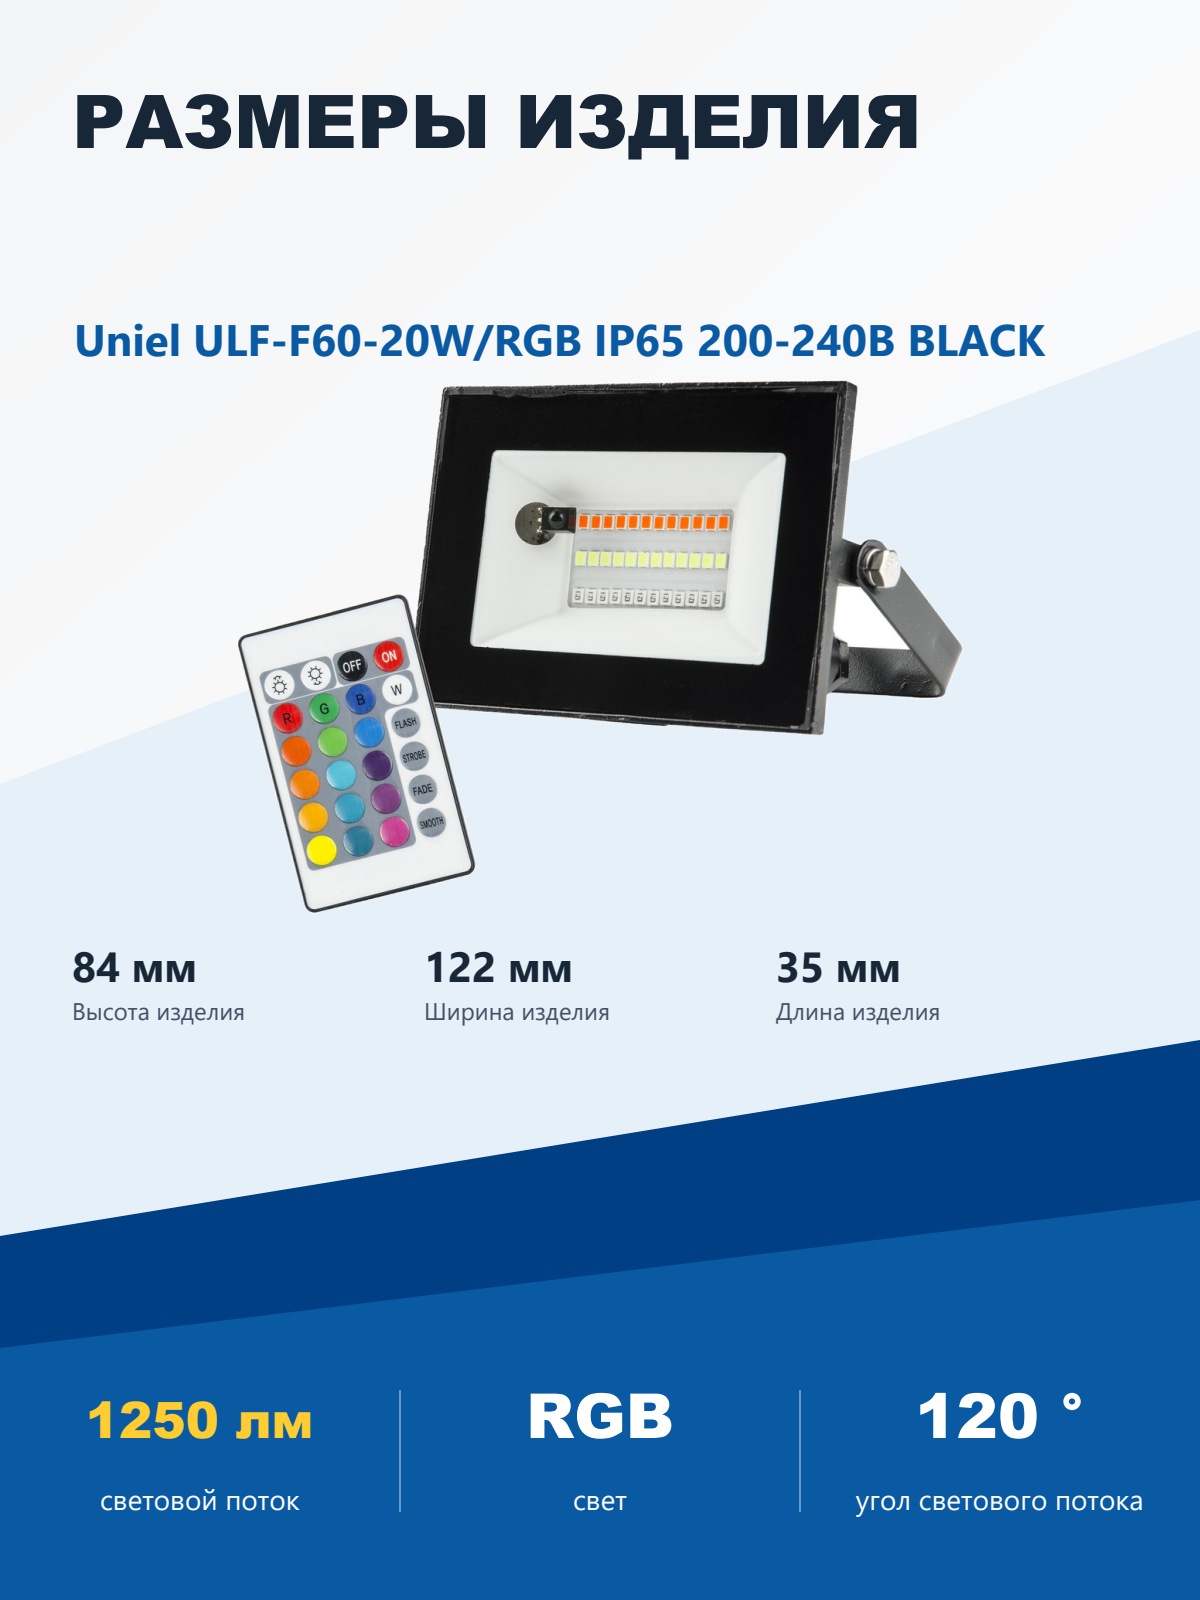 РАЗМЕРЫ ИЗДЕЛИЯ
Uniel ULF-F60-20W/RGB IP65 200-240В BLACK
OFF ON
R G B W
FLASH
STROBE
FADE
SMOOTH
84 мм 122 мм 35 мм
Высота изделия Ширина изделия Длина изделия
1250 лм RGB 120 °
световой поток свет угол светового потока